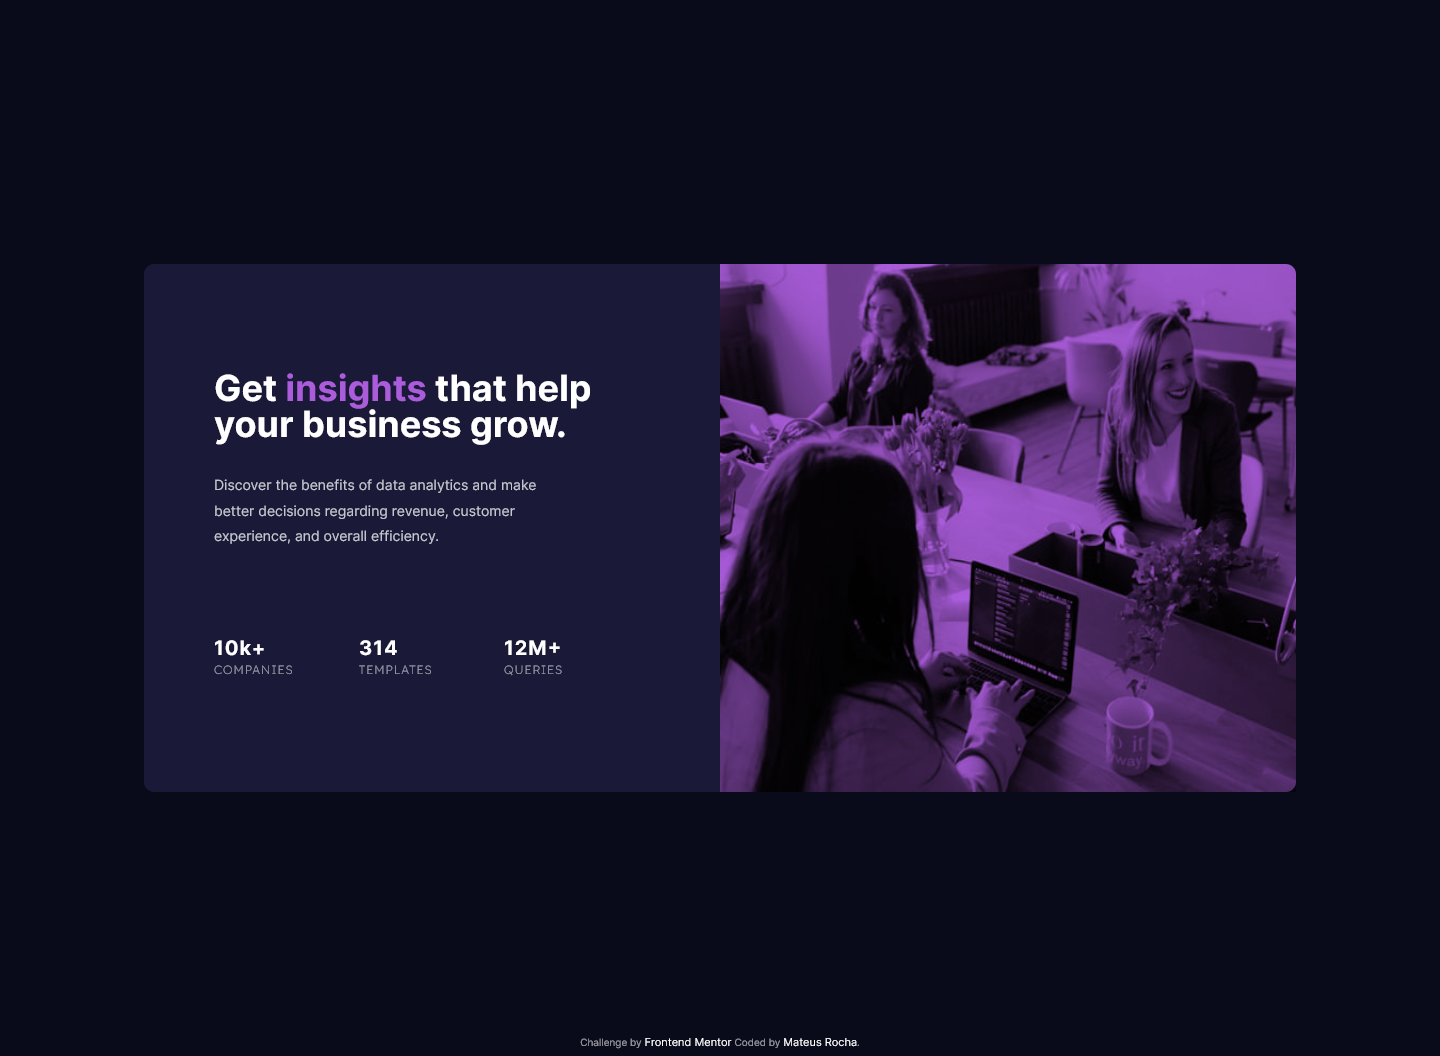 Get insights that help
your business grow.
Discover the benefits of data analytics and make
better decisions regarding revenue, customer
experience, and overall efficiency.
10k+ 314 12M+
COMPANIES TEMPLATES QUERIES
it
way
Challenge by Frontend Mentor Coded by Mateus Rocha.